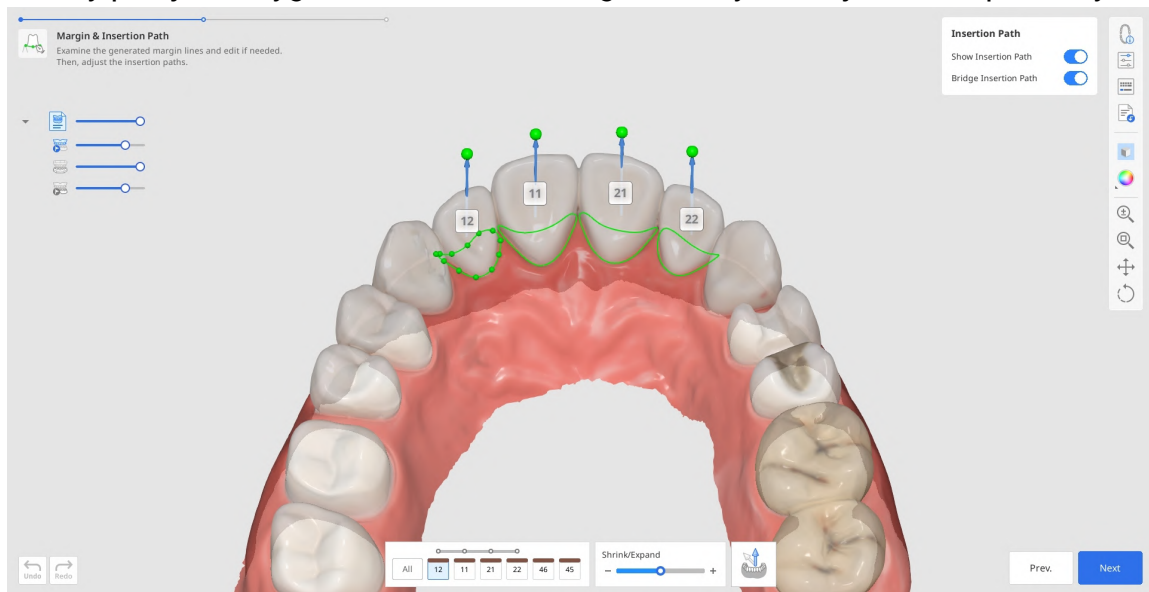 Margin & Insertion Path
Examine the generated margin lines and edit if needed.
Then, adjust the insertion paths.
Insertion Path
Show Insertion Path
Bridge Insertion Path
11
21
12
22
All
12
11
21
22
46
45
Shrink/Expand
Undo
Redo
Prev.
Next